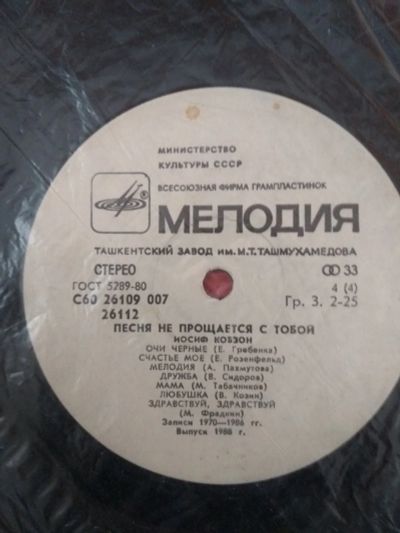 МИНИСТЕРСТВО
КУЛЬТУРЫ СССР
ВСЕСОЮЗНАЯ ФИРМА ГРАМПЛАСТИНОК
® МЕЛОДИЯ
ТАШКЕНТСКИЙ ЗАВОД ИМ. М.Т.ТАШМУХАМЕДОВА
СТЕРЕО 33
ГОСТ 5289-80 4 (4)
С60 26109 007 Гр. 3. 2-25
26112
ПЕСНЯ НЕ ПРОЩАЕТСЯ С ТОБОЙ
ИОСИФ КОБЗОН
ОЧИ ЧЕРНЫЕ (Е. Гребенка)
СЧАСТЬЕ МОЕ (Е. Розенфельд)
МЕЛОДИЯ (А. Пахмутова)
ДРУЖБА (В. Сидоров)
МАМА (М. Табачников)
ЛЮБУШКА (В. Козин)
ЗДРАВСТВУЙ, ЗДРАВСТВУЙ
(М. Фрадкин)
Записи 1970—1986 гг.
Выпуск 1988 г.